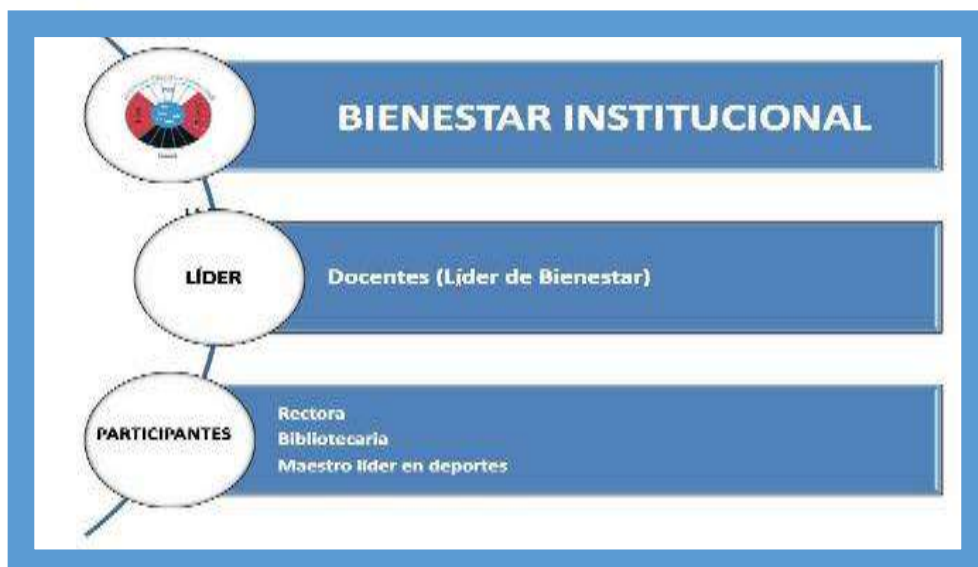 BIENESTAR INSTITUCIONAL
LÍDER
Docentes (Líder de Bienestar)
PARTICIPANTES
Rectora
Bibliotecaria
Maestro líder en deportes